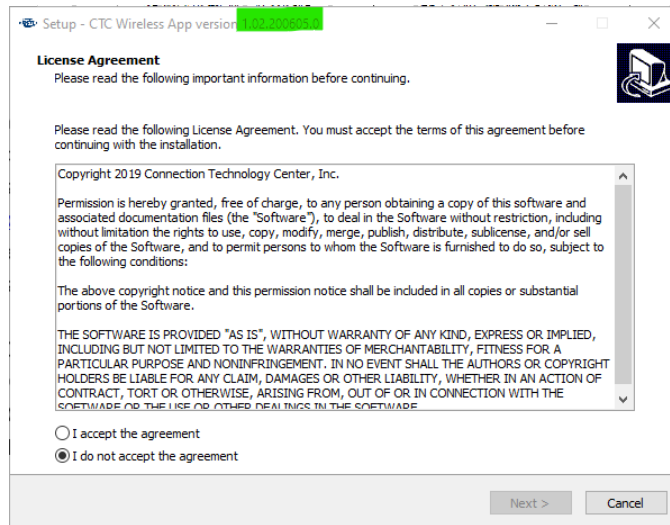 Setup - CTC Wireless App version 1.02.200605.0
License Agreement
Please read the following important information before continuing.
Please read the following License Agreement. You must accept the terms of this agreement before
continuing with the installation.
Copyright 2019 Connection Technology Center, Inc.
Permission is hereby granted, free of charge, to any person obtaining a copy of this software and
associated documentation files (the "Software"), to deal in the Software without restriction, including
without limitation the rights to use, copy, modify, merge, publish, distribute, sublicense, and/or sell
copies of the Software, and to permit persons to whom the Software is furnished to do so, subject to
the following conditions:
The above copyright notice and this permission notice shall be included in all copies or substantial
portions of the Software.
THE SOFTWARE IS PROVIDED "AS IS", WITHOUT WARRANTY OF ANY KIND, EXPRESS OR IMPLIED,
INCLUDING BUT NOT LIMITED TO THE WARRANTIES OF MERCHANTABILITY, FITNESS FOR A
PARTICULAR PURPOSE AND NONINFRINGEMENT. IN NO EVENT SHALL THE AUTHORS OR COPYRIGHT
HOLDERS BE LIABLE FOR ANY CLAIM, DAMAGES OR OTHER LIABILITY, WHETHER IN AN ACTION OF
CONTRACT, TORT OR OTHERWISE, ARISING FROM, OUT OF OR IN CONNECTION WITH THE
SOFTWARE OR THE USE OR OTHER DEALINGS IN THE SOFTWARE.
I accept the agreement
I do not accept the agreement
Next >
Cancel